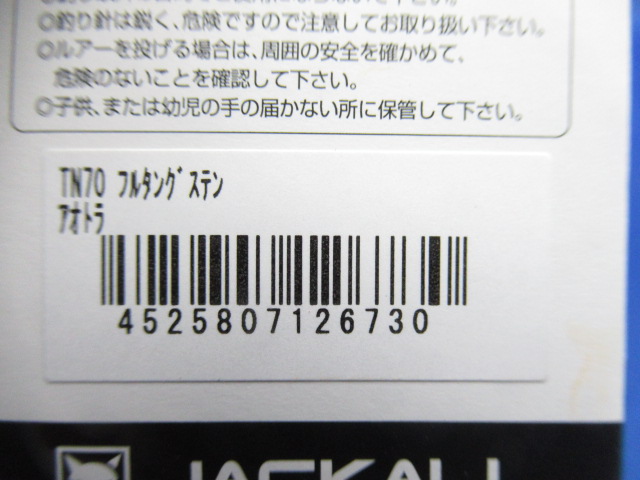 ◎釣り針は鋭く、危険ですので注意してお取り扱い下さい。
◎ルアーを投げる場合は、周囲の安全を確かめて、
危険のないことを確認して下さい。
◎子供、または幼児の手の届かない所に保管して下さい。
TN70 ﾌﾙﾀﾝｸﾞｽﾃﾝ
ｱｵﾄﾗ
4525807126730
JACKALL